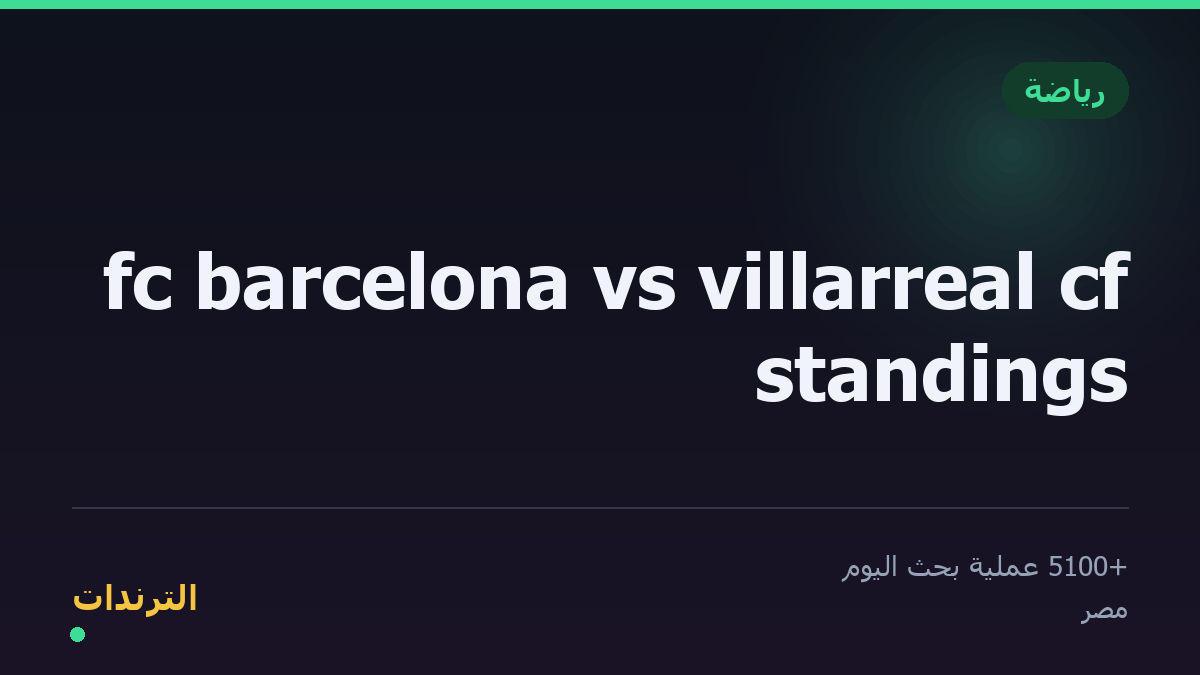 رياضة
fc barcelona vs villarreal cf
standings
+5100 عملية بحث اليوم
مصر
الترندات